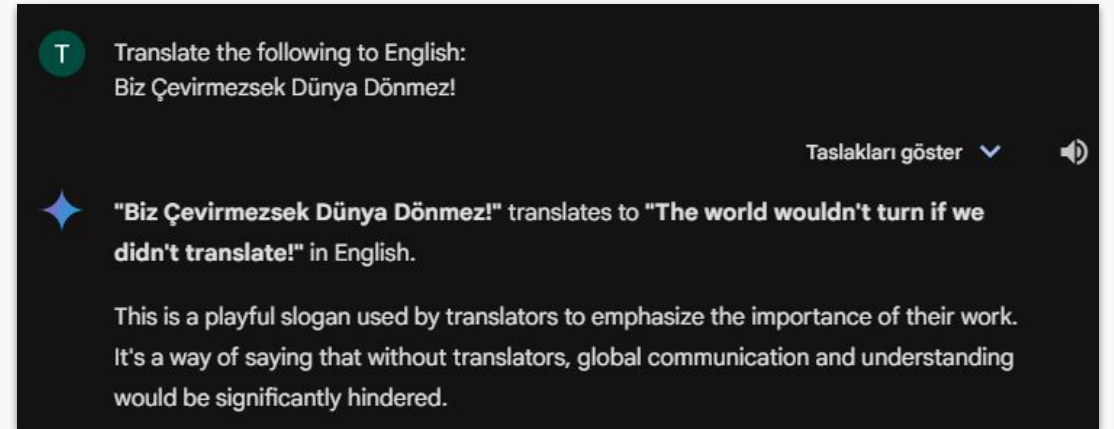 T
Translate the following to English:
Biz Çevirmezsek Dünya Dönmez!
Taslakları göster
"Biz Çevirmezsek Dünya Dönmez!" translates to "The world wouldn't turn if we
didn't translate!" in English.
This is a playful slogan used by translators to emphasize the importance of their work.
It's a way of saying that without translators, global communication and understanding
would be significantly hindered.